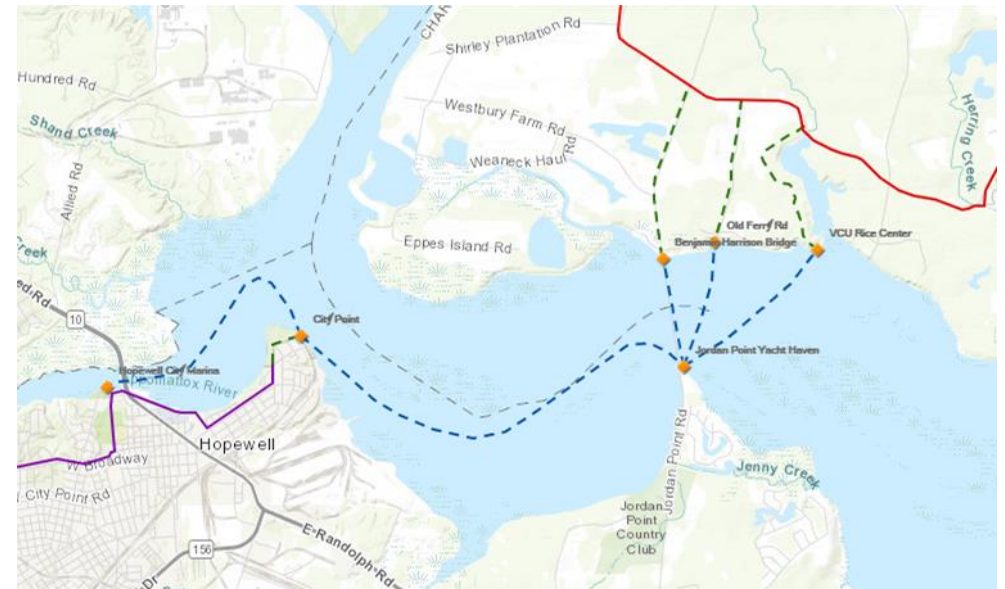 CHAR
Shirley Plantation Rd
Hundred Rd
Westbury Farm Rd
Herring Creek
Shand Creek
Weaneck Haul Rd
Allied Rd
Old Ferry Rd
VCU Rice Center
Creek
Eppes Island Rd
Benjamin Harrison Bridge
10
City Point
Jordan Point Yacht Haven
Hopewell City Marina
Appomattox River
Hopewell
W Broadway
Jordan Point Rd
Jenny Creek
City Point Rd
Jordan
Point
Country
Club
E Randolph Rd
156
Dr